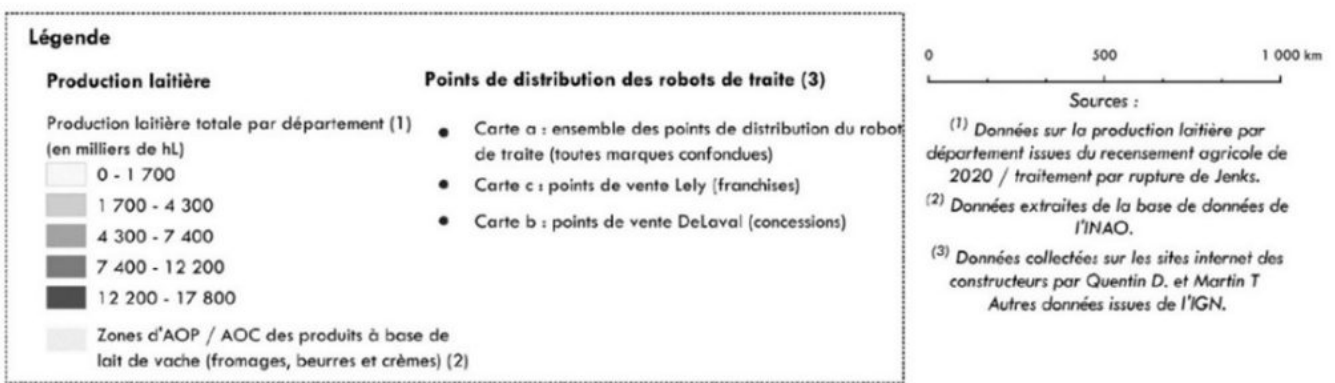 Légende
Production laitière
Production laitière totale par département (1)
(en milliers de hL)
0 - 1 700
1 700 - 4 300
4 300 - 7 400
7 400 - 12 200
12 200 - 17 800
Zones d'AOP / AOC des produits à base de
lait de vache (fromages, beurres et crèmes) (2)
Points de distribution des robots de traite (3)
Carte a : ensemble des points de distribution du robot
de traite (toutes marques confondues)
Carte c : points de vente Lely (franchises)
Carte b : points de vente DeLaval (concessions)
0 500 1 000 km
Sources :
(1) Données sur la production laitière par
département issues du recensement agricole de
2020 / traitement par rupture de Jenks.
(2) Données extraites de la base de données de
l'INAO.
(3) Données collectées sur les sites internet des
constructeurs par Quentin D. et Martin T
Autres données issues de l'IGN.